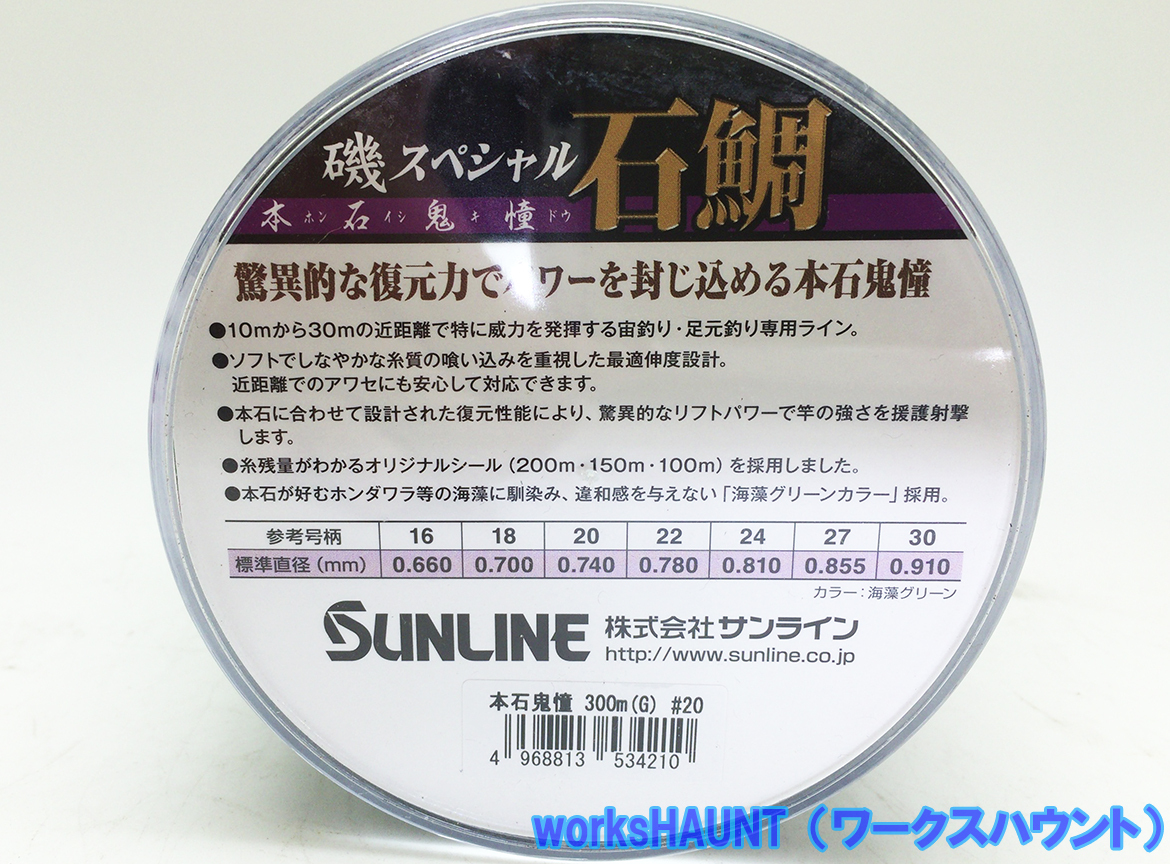 磯スペシャル 石鯛
本ホン石イシ鬼キ憧ドウ
驚異的な復元力でパワーを封じ込める本石鬼憧
●10mから30mの近距離で特に威力を発揮する宙釣り・足元釣り専用ライン。
●ソフトでしなやかな糸質の喰い込みを重視した最適伸度設計。
近距離でのアワセにも安心して対応できます。
●本石に合わせて設計された復元性能により、驚異的なリフトパワーで竿の強さを援護射撃
します。
●糸残量がわかるオリジナルシール（200m・150m・100m）を採用しました。
●本石が好むホンダワラ等の海藻に馴染み、違和感を与えない「海藻グリーンカラー」採用。
参考号柄 16 18 20 22 24 27 30
標準直径（mm） 0.660 0.700 0.740 0.780 0.810 0.855 0.910
カラー：海藻グリーン
SUNLINE 株式会社サンライン
http://www.sunline.co.jp
本石鬼憧 300m(G) #20
4 968813 534210
worksHAUNT（ワークスハウント）